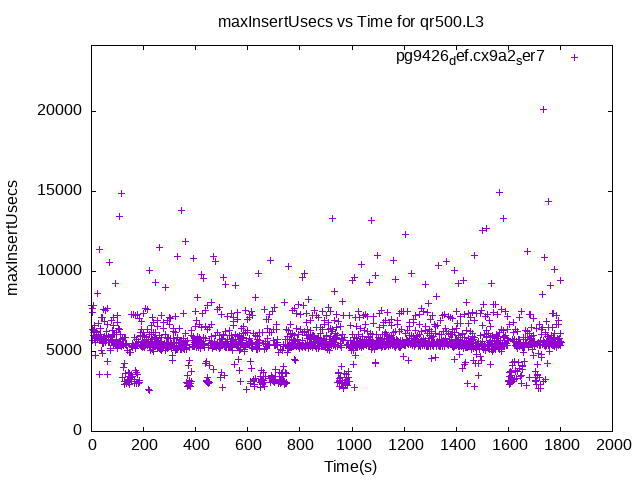 maxInsertUsecs vs Time for qr500.L3
pg9426_def.cx9a2_ser7
20000
15000
10000
5000
0
maxInsertUsecs
0 200 400 600 800 1000 1200 1400 1600 1800 2000
Time(s)